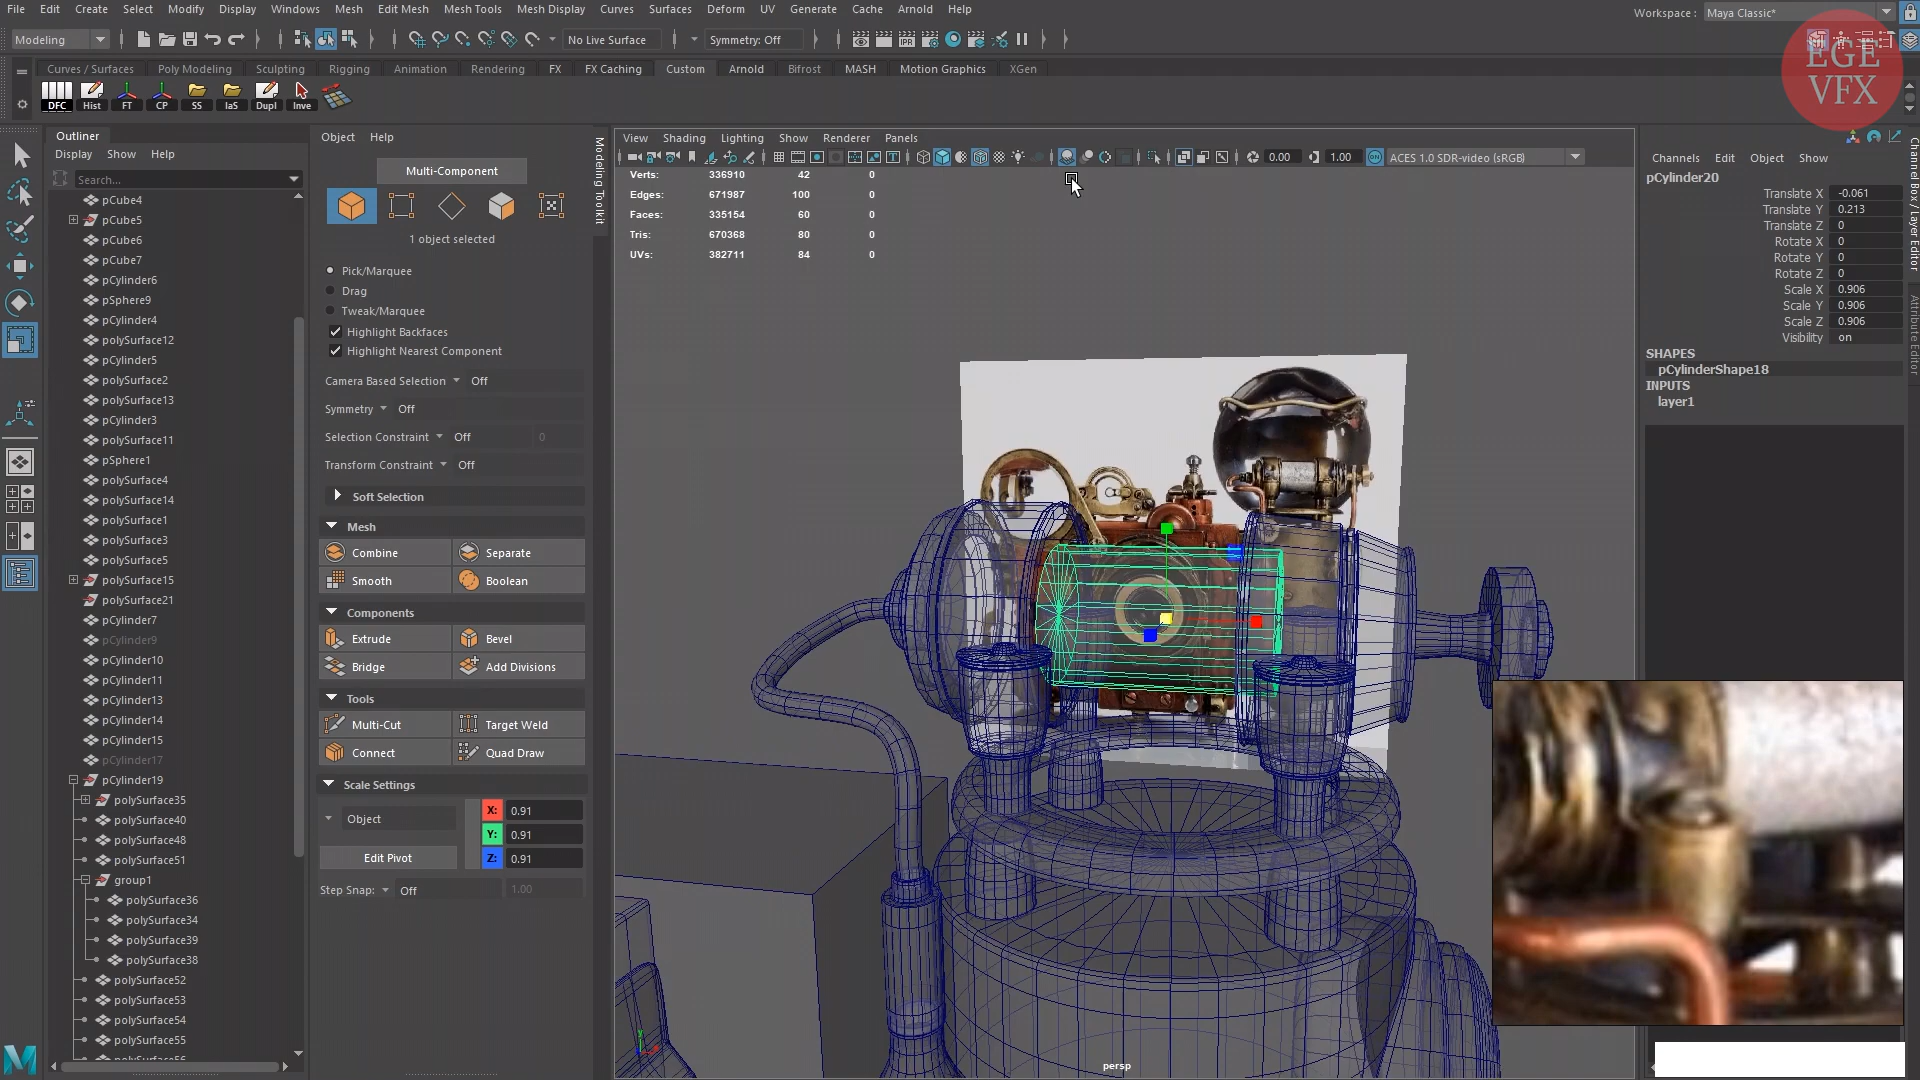 File Edit Create Select Modify Display Windows Mesh Edit Mesh Mesh Tools Mesh Display Curves Surfaces Deform UV Generate Cache Arnold Help
Workspace : Maya Classic*
Modeling No Live Surface Symmetry: Off
EGE
VFX
Curves / Surfaces Poly Modeling Sculpting Rigging Animation Rendering FX FX Caching Custom Arnold Bifrost MASH Motion Graphics XGen
IPR
DFC Hist FT CP SS IaS Dupl Inve
Outliner
Display Show Help
Search...
pCube4
pCube5
pCube6
pCube7
pCylinder6
pSphere9
pCylinder4
polySurface12
pCylinder5
polySurface2
polySurface13
pCylinder3
polySurface11
pSphere1
polySurface4
polySurface14
polySurface1
polySurface3
polySurface5
polySurface15
polySurface21
pCylinder7
pCylinder9
pCylinder10
pCylinder11
pCylinder13
pCylinder14
pCylinder15
pCylinder17
pCylinder19
polySurface35
polySurface40
polySurface48
polySurface51
group1
polySurface36
polySurface34
polySurface39
polySurface38
polySurface52
polySurface53
polySurface54
polySurface55
polySurface56
Object Help
Modeling Toolkit
Multi-Component
1 object selected
Pick/Marquee
Drag
Tweak/Marquee
Highlight Backfaces
Highlight Nearest Component
Camera Based Selection Off
Symmetry Off
Selection Constraint Off 0
Transform Constraint Off
Soft Selection
Mesh
Combine Separate
Smooth Boolean
Components
Extrude Bevel
Bridge Add Divisions
Tools
Multi-Cut Target Weld
Connect Quad Draw
Scale Settings
Object X: 0.91
Y: 0.91
Edit Pivot Z: 0.91
Step Snap: Off 1.00
View Shading Lighting Show Renderer Panels
0.00 1.00 ON ACES 1.0 SDR-video (sRGB)
Verts: 336910 42 0
Edges: 671987 100 0
Faces: 335154 60 0
Tris: 670368 80 0
UVs: 382711 84 0
persp
Channels Edit Object Show
pCylinder20
Translate X -0.061
Translate Y 0.213
Translate Z 0
Rotate X 0
Rotate Y 0
Rotate Z 0
Scale X 0.906
Scale Y 0.906
Scale Z 0.906
Visibility on
SHAPES
pCylinderShape18
INPUTS
layer1
Channel Box / Layer Editor
Attribute Editor